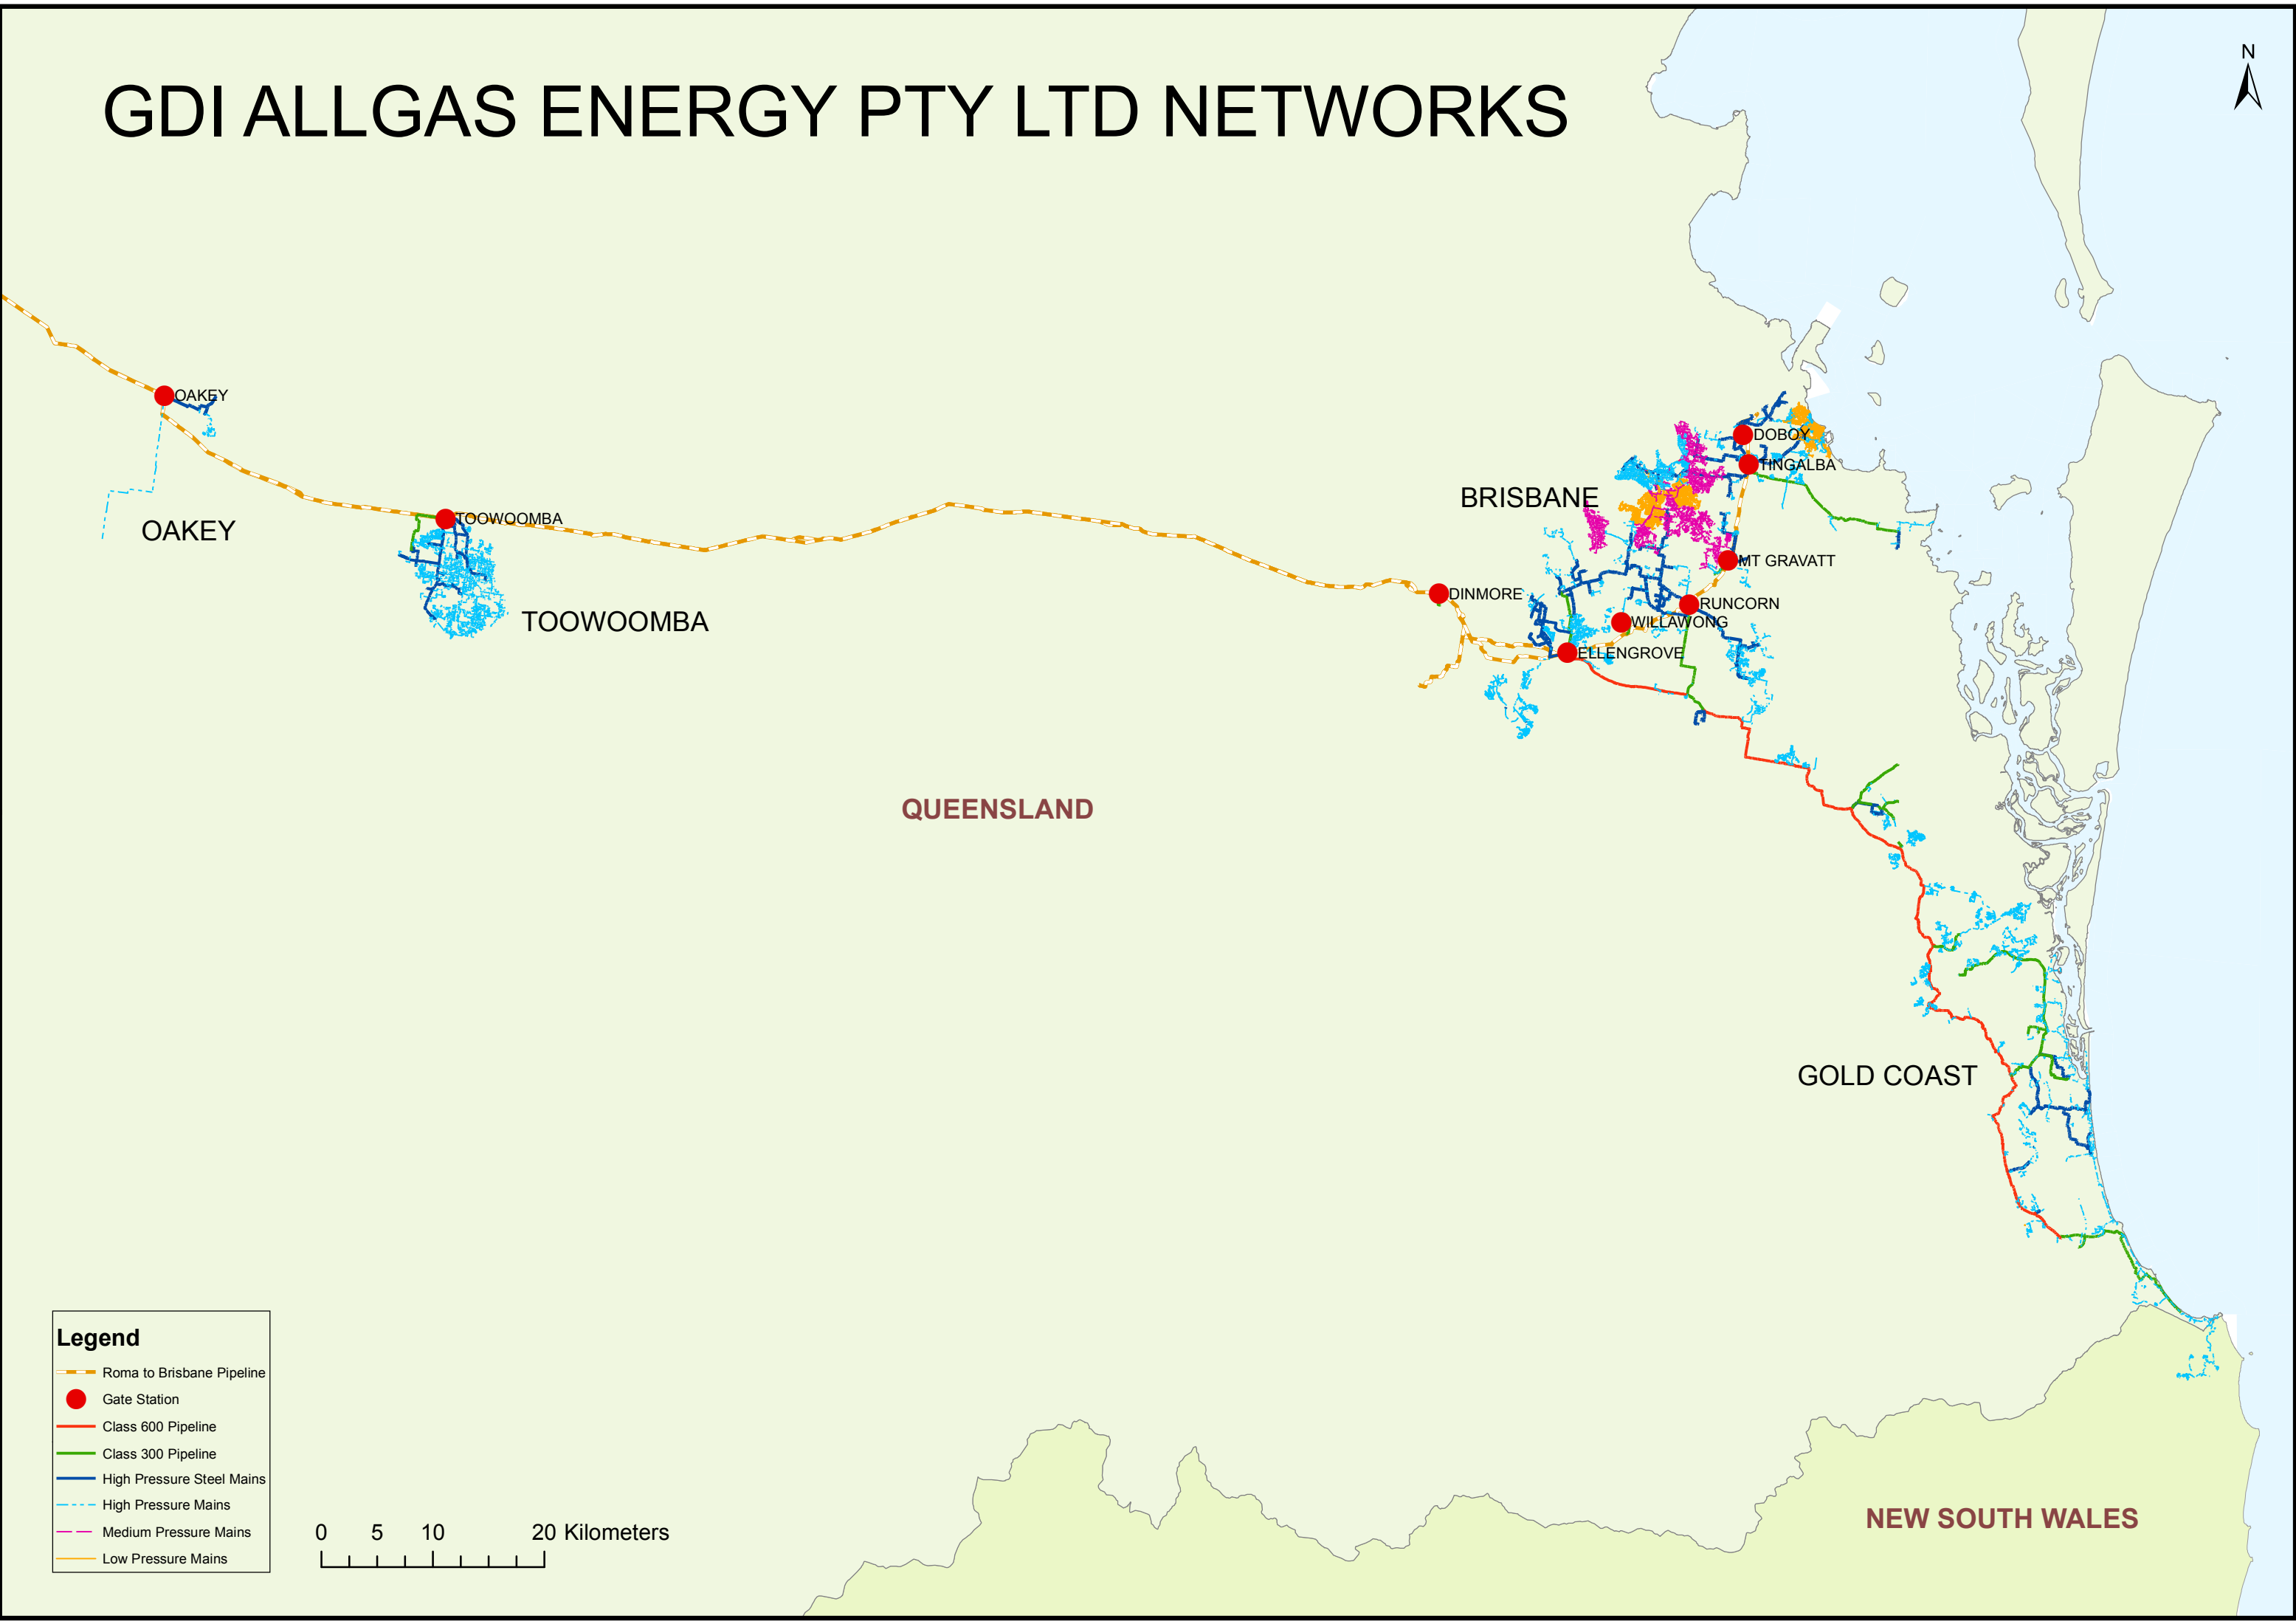 N
GDI ALLGAS ENERGY PTY LTD NETWORKS
OAKEY
DOBOY
TINGALBA
BRISBANE
OAKEY
TOOWOOMBA
MT GRAVATT
DINMORE
RUNCORN
TOOWOOMBA
WILLAWONG
ELLENGROVE
QUEENSLAND
GOLD COAST
Legend
Roma to Brisbane Pipeline
Gate Station
Class 600 Pipeline
Class 300 Pipeline
High Pressure Steel Mains
High Pressure Mains
Medium Pressure Mains
Low Pressure Mains
0 5 10 20 Kilometers
NEW SOUTH WALES